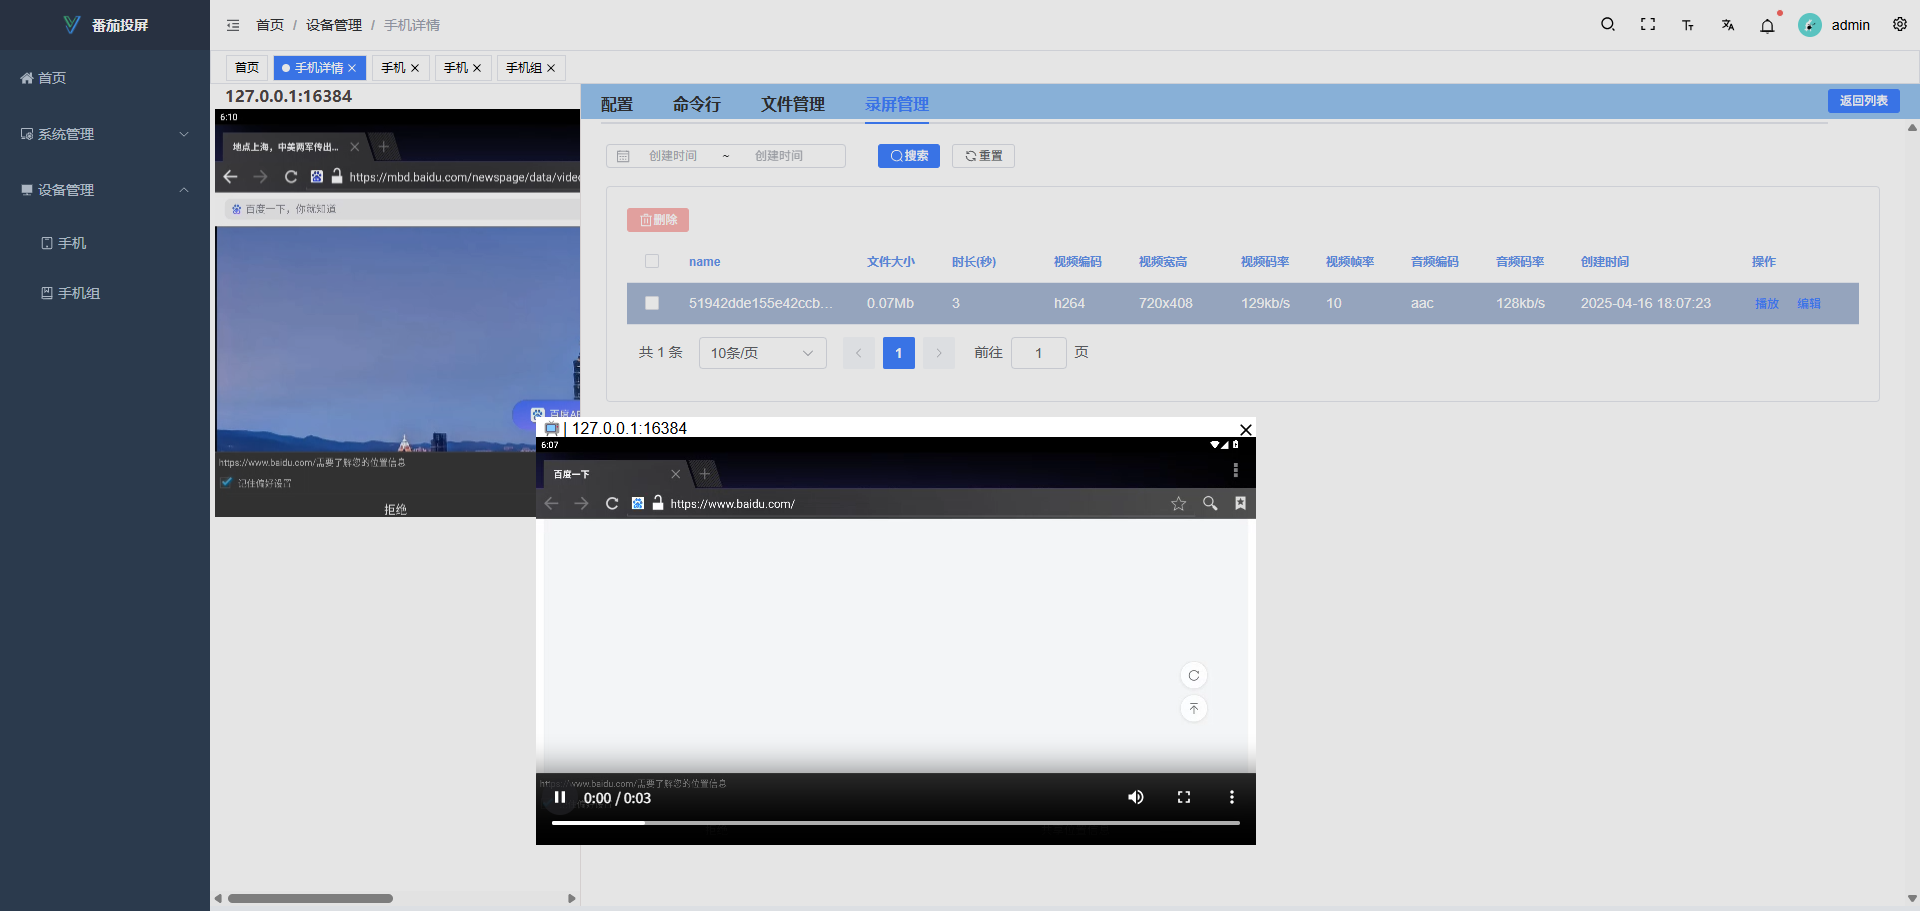 番茄投屏
首页 / 设备管理 / 手机详情
admin
首页
系统管理
设备管理
手机
手机组
首页 手机详情 手机 手机 手机组
127.0.0.1:16384
6:10
地点上海，中美两军传出...
https://mbd.baidu.com/newspage/data/video
百度一下，你就知道
https://www.baidu.com/需要了解您的位置信息
记住偏好设置
拒绝
配置 命令行 文件管理 录屏管理
返回列表
创建时间 ~ 创建时间
搜索 重置
删除
name 文件大小 时长(秒) 视频编码 视频宽高 视频码率 视频帧率 音频编码 音频码率 创建时间 操作
51942dde155e42ccb... 0.07Mb 3 h264 720x408 129kb/s 10 aac 128kb/s 2025-04-16 18:07:23 播放 编辑
共 1 条 10条/页 1 前往 1 页
| 127.0.0.1:16384
6:07
百度一下
https://www.baidu.com/
https://www.baidu.com/需要了解您的位置信息
0:00 / 0:03